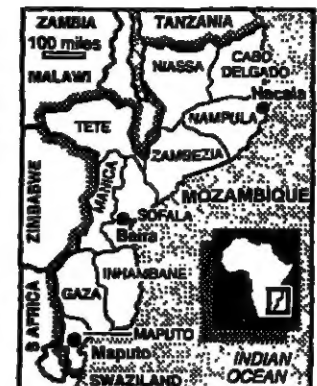 ZAMBIA
TANZANIA
100 miles
MALAWI
NIASSA
CABO
DELGADO
Nacala
NAMPULA
TETE
ZAMBEZIA
ZIMBABWE
MANICA
MOZAMBIQUE
SOFALA
Beira
INHAMBANE
GAZA
S AFRICA
MAPUTO
Maputo
INDIAN
OCEAN
SWAZILAND